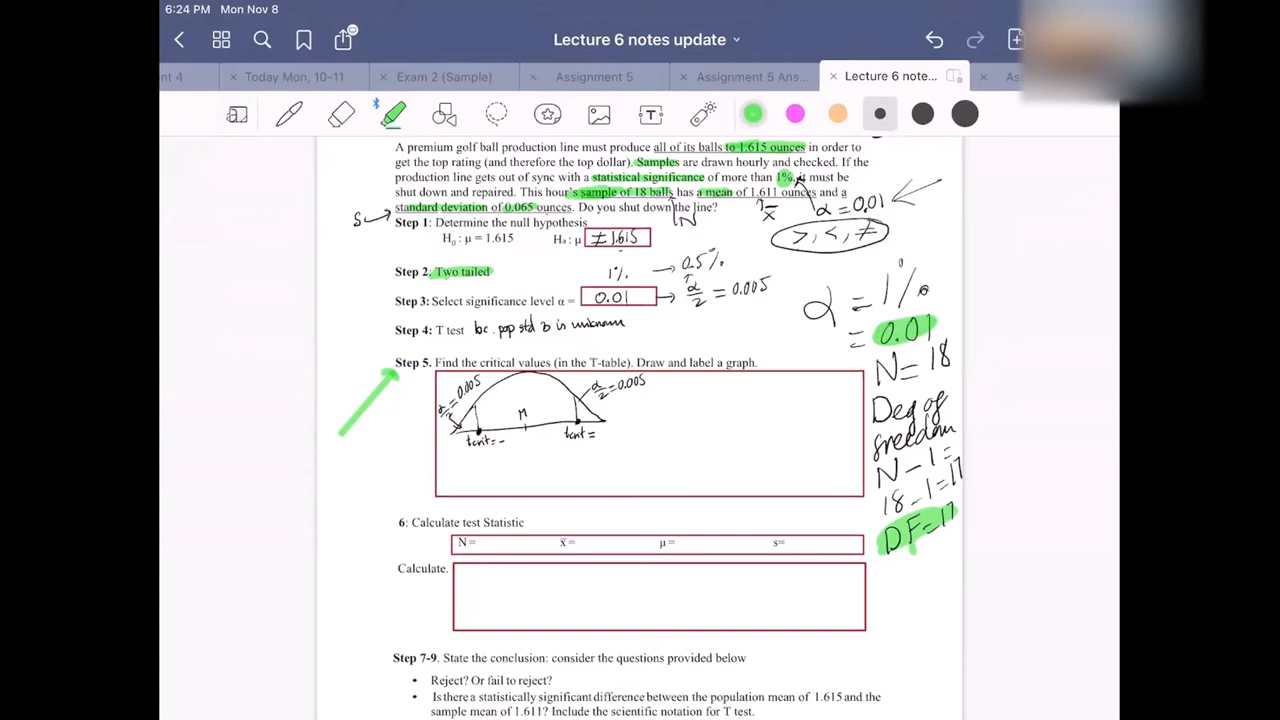 6:24 PM Mon Nov 8
Lecture 6 notes update
nt 4
Today Mon, 10-11
Exam 2 (Sample)
Assignment 5
Assignment 5 Ans...
Lecture 6 note...
As
A premium golf ball production line must produce all of its balls to 1.615 ounces in order to
get the top rating (and therefore the top dollar). Samples are drawn hourly and checked. If the
production line gets out of sync with a statistical significance of more than 1%, it must be
shut down and repaired. This hour's sample of 18 balls has a mean of 1.611 ounces and a
standard deviation of 0.065 ounces. Do you shut down the line?
S
N
x̄
α = 0.01
>, <, ≠
Step 1: Determine the null hypothesis
H0 : μ = 1.615 Ha : μ ≠ 1.615
Step 2: Two tailed
1% → 0.5%
Step 3: Select significance level α = 0.01 → α/2 = 0.005
Step 4: T test bc. pop std is unknown
Step 5. Find the critical values (in the T-table). Draw and label a graph.
α/2 = 0.005
α/2 = 0.005
M
tcrit = -
tcrit =
α = 1%
= 0.01
N = 18
Deg of
freedom
N - 1 =
18 - 1 = 17
DF = 17
6: Calculate test Statistic
N = x̄ = μ = s=
Calculate.
Step 7-9. State the conclusion: consider the questions provided below
• Reject? Or fail to reject?
• Is there a statistically significant difference between the population mean of 1.615 and the
sample mean of 1.611? Include the scientific notation for T test.